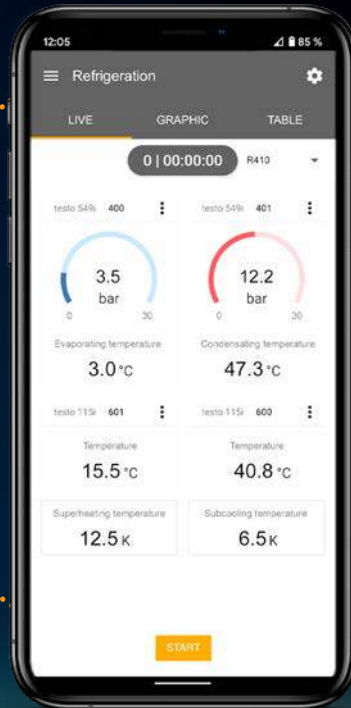 12:05 85 %
Refrigeration
LIVE GRAPHIC TABLE
0 | 00:00:00 R410
testo 549i 400 testo 549i 401
3.5 12.2
bar bar
0 30 0 30
Evaporating temperature Condensating temperature
3.0 °C 47.3 °C
testo 115i 601 testo 115i 600
Temperature Temperature
15.5 °C 40.8 °C
Superheating temperature Subcooling temperature
12.5 K 6.5 K
START